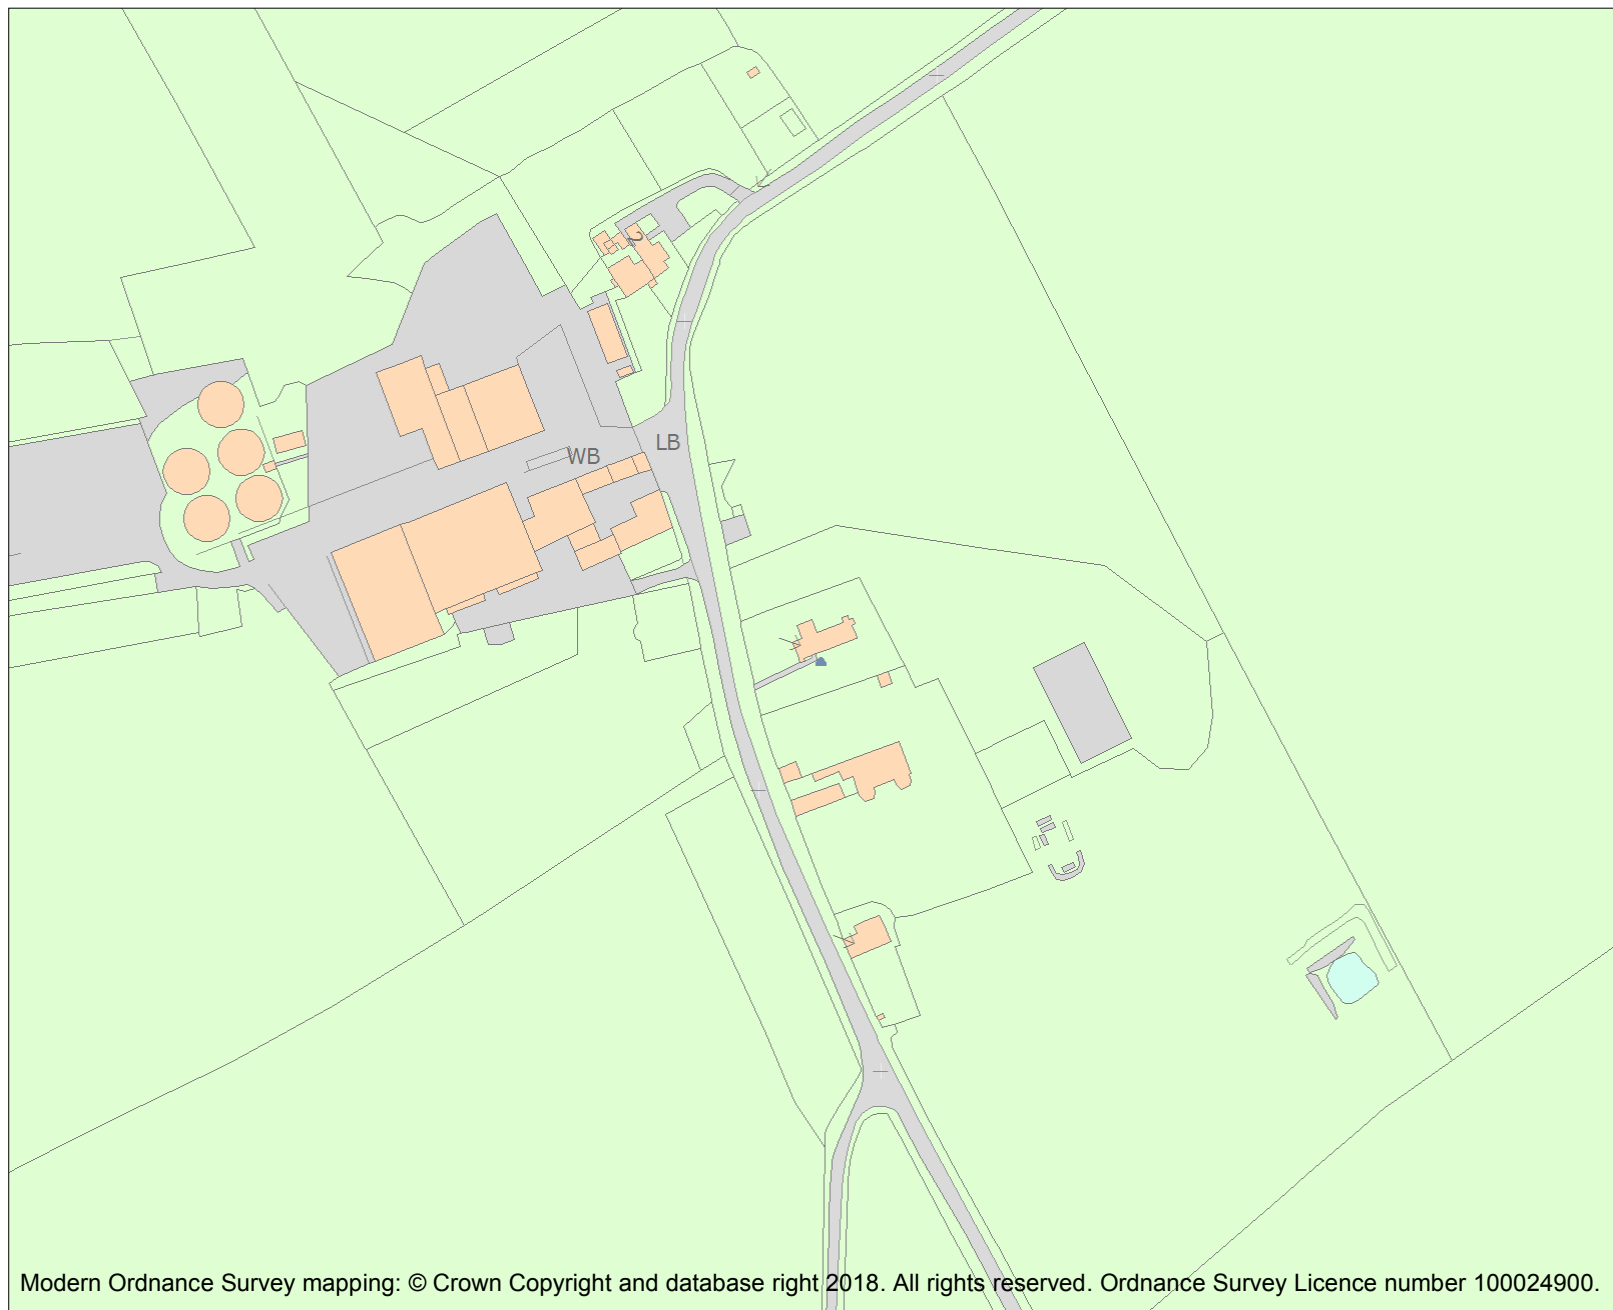 LB
WB
Modern Ordnance Survey mapping: © Crown Copyright and database right 2018. All rights reserved. Ordnance Survey Licence number 100024900.